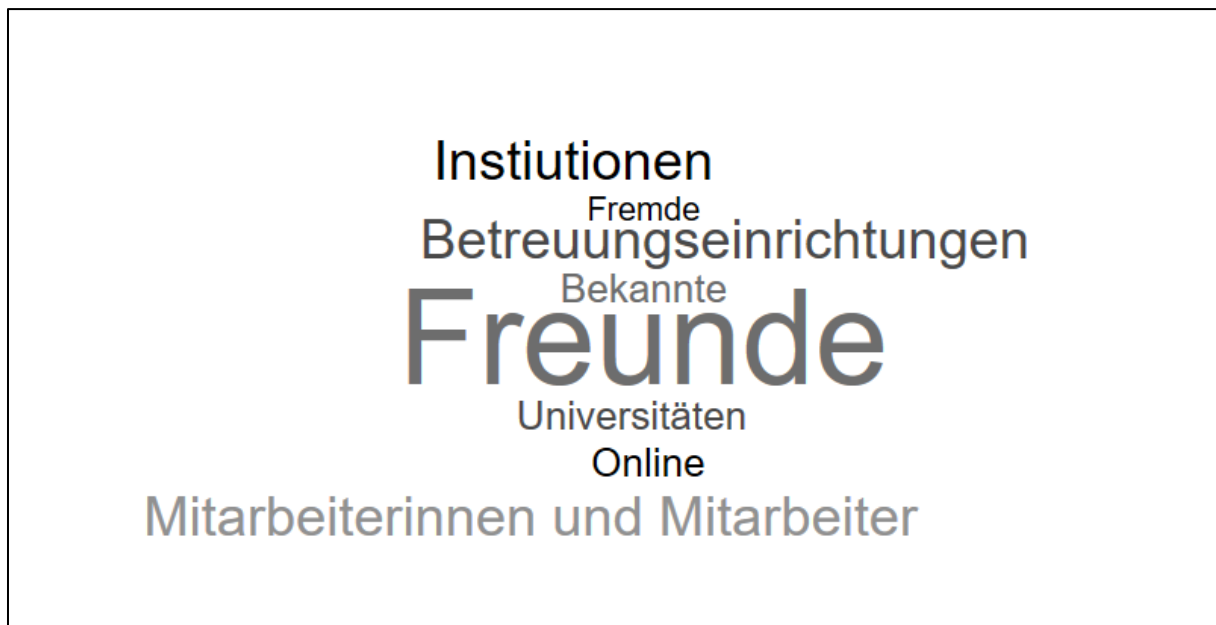 Instiutionen
Fremde
Betreuungseinrichtungen
Bekannte
Freunde
Universitäten
Online
Mitarbeiterinnen und Mitarbeiter